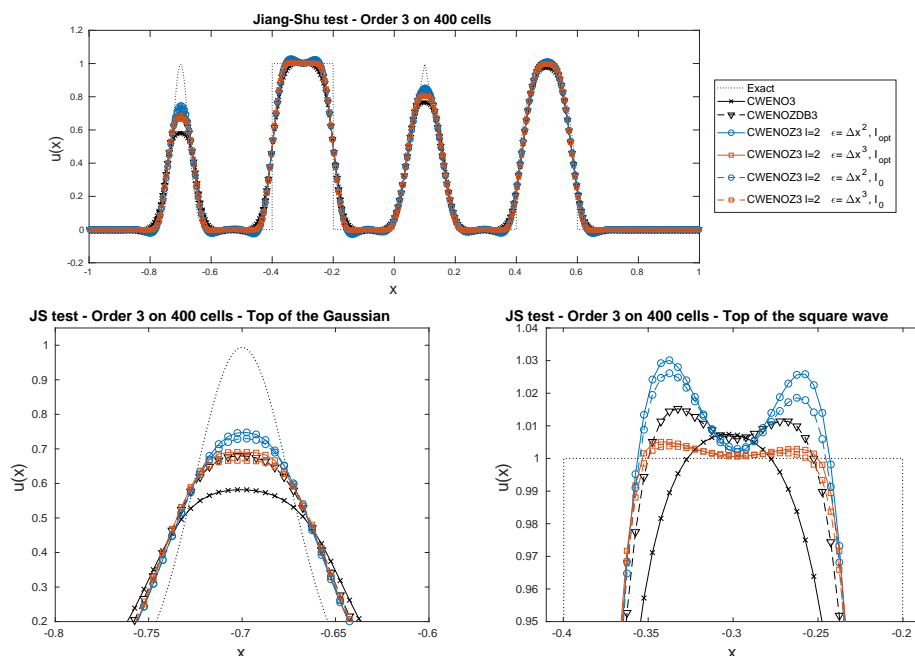 Jiang-Shu test - Order 3 on 400 cells
1.2
1
0.8
0.6
0.4
0.2
0
-0.2
u(x)
-1 -0.8 -0.6 -0.4 -0.2 0 0.2 0.4 0.6 0.8 1
x
Exact
CWENO3
CWENOZDB3
CWENOZ3 l=2 ϵ= Δx², I_opt
CWENOZ3 l=2 ϵ= Δx³, I_opt
CWENOZ3 l=2 ϵ= Δx², I_0
CWENOZ3 l=2 ϵ= Δx³, I_0
JS test - Order 3 on 400 cells - Top of the Gaussian
1
0.9
0.8
0.7
0.6
0.5
0.4
0.3
0.2
u(x)
-0.8 -0.75 -0.7 -0.65 -0.6
x
JS test - Order 3 on 400 cells - Top of the square wave
1.04
1.03
1.02
1.01
1
0.99
0.98
0.97
0.96
0.95
u(x)
-0.4 -0.35 -0.3 -0.25 -0.2
x